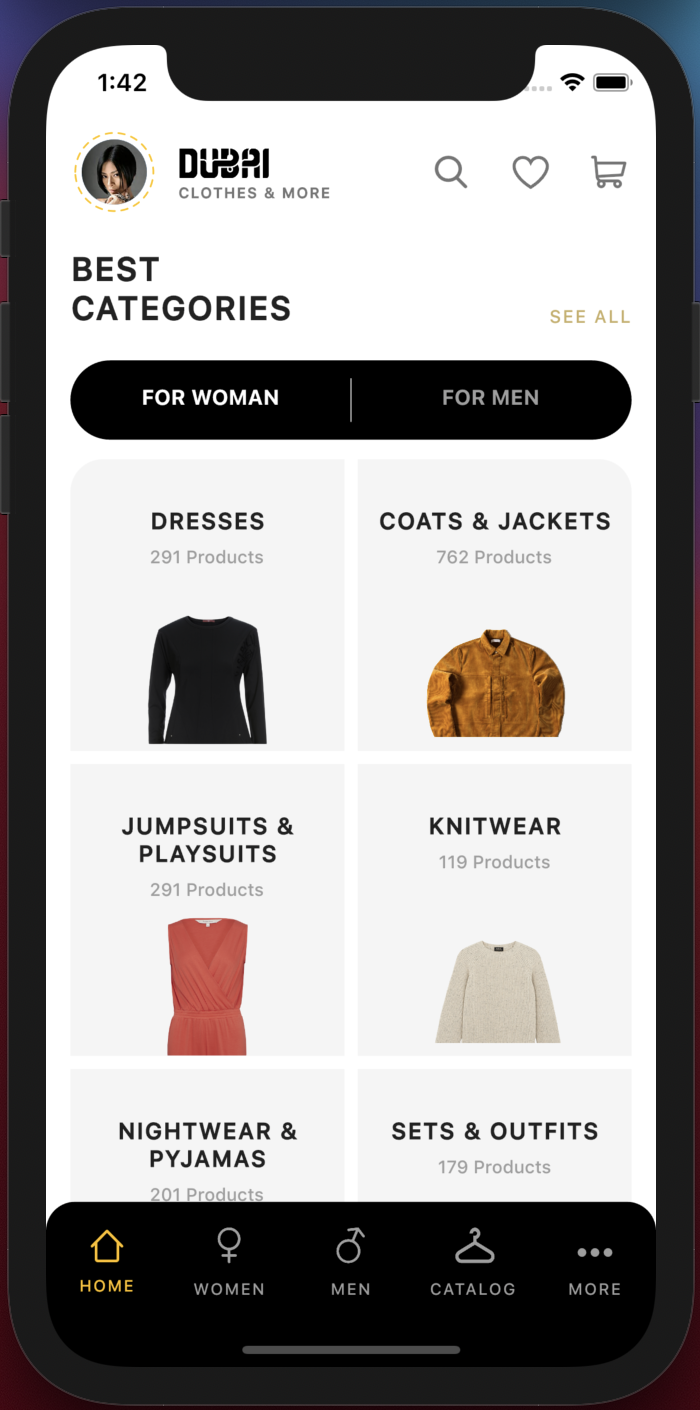 1:42
DUBAI
CLOTHES & MORE
BEST
CATEGORIES
SEE ALL
FOR WOMAN
FOR MEN
DRESSES
291 Products
COATS & JACKETS
762 Products
JUMPSUITS &
PLAYSUITS
291 Products
KNITWEAR
119 Products
NIGHTWEAR &
PYJAMAS
201 Products
SETS & OUTFITS
179 Products
HOME
WOMEN
MEN
CATALOG
MORE